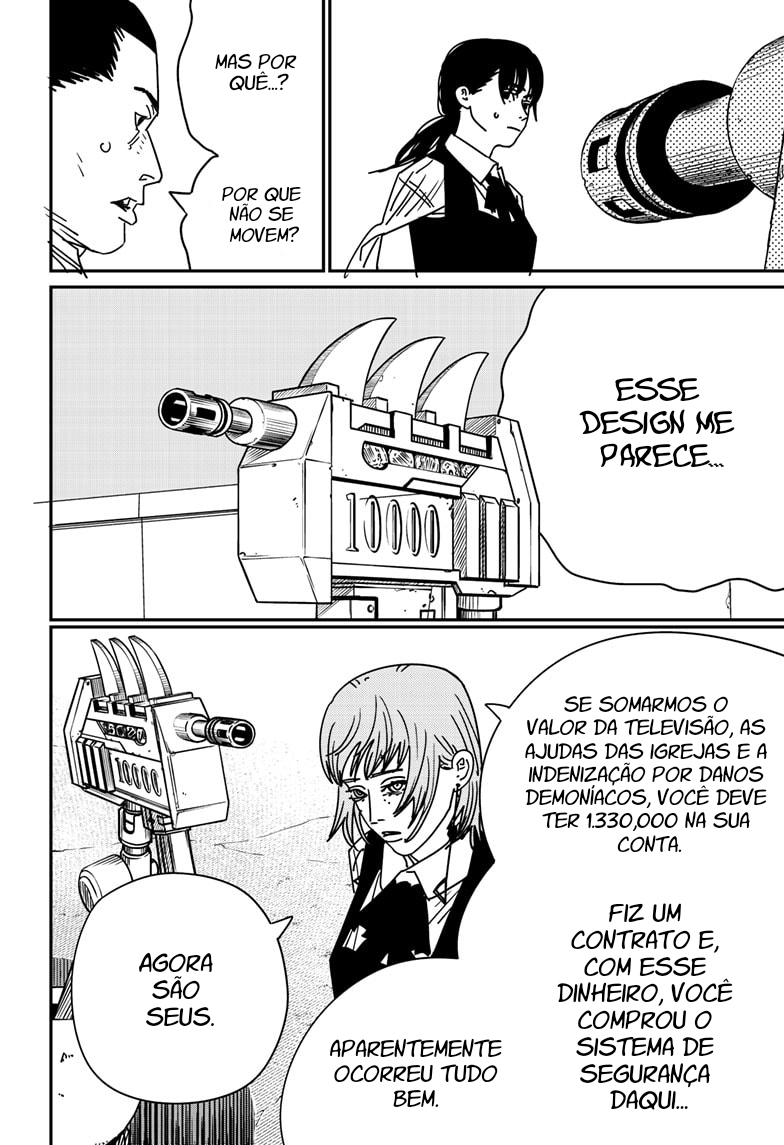 MAS POR
QUÊ...?
POR QUE
NÃO SE
MOVEM?
ESSE
DESIGN ME
PARECE...
10000
10000
SE SOMARMOS O
VALOR DA TELEVISÃO, AS
AJUDAS DAS IGREJAS E A
INDENIZAÇÃO POR DANOS
DEMONÍACOS, VOCÊ DEVE
TER 1.330,000 NA SUA
CONTA.
FIZ UM
CONTRATO E,
COM ESSE
DINHEIRO, VOCÊ
COMPROU O
SISTEMA DE
SEGURANÇA
DAQUI...
APARENTEMENTE
OCORREU TUDO
BEM.
AGORA
SÃO
SEUS.